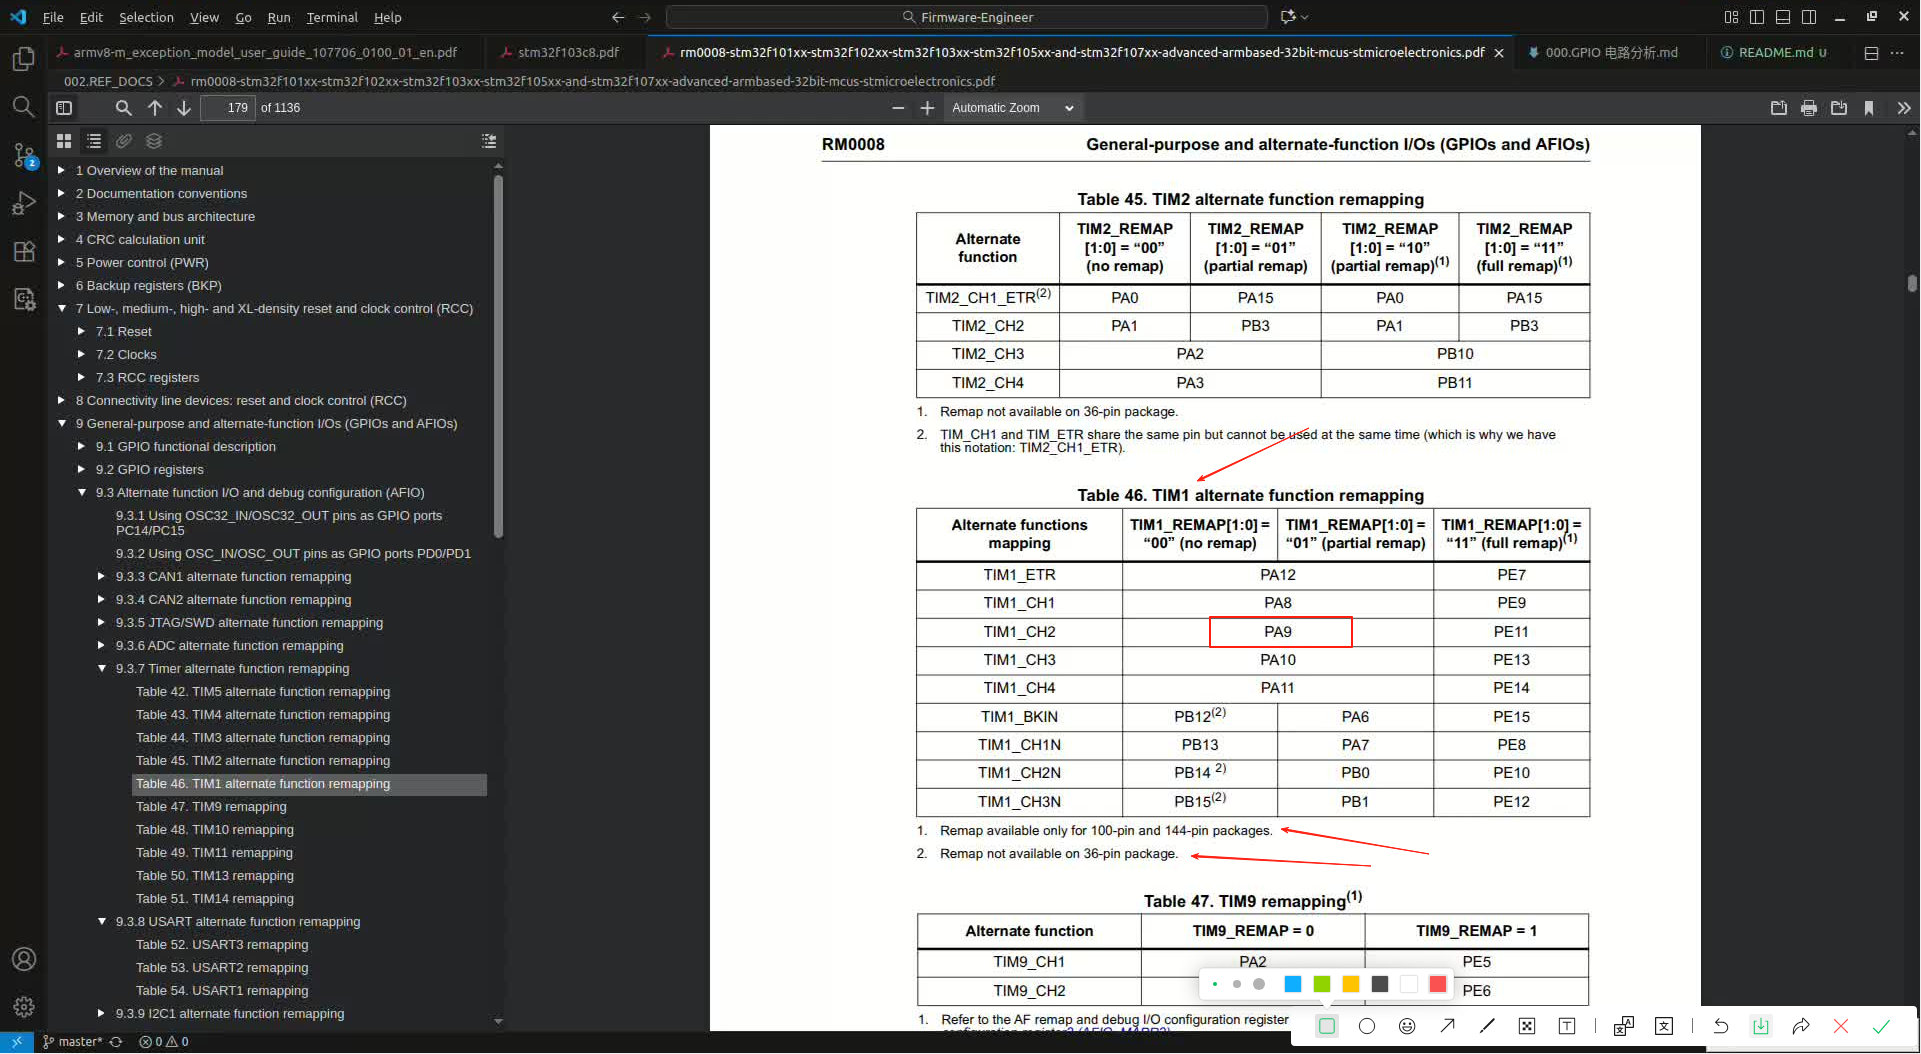 File Edit Selection View Go Run Terminal Help
Firmware-Engineer
armv8-m_exception_model_user_guide_107706_0100_01_en.pdf
stm32f103c8.pdf
rm0008-stm32f101xx-stm32f102xx-stm32f103xx-stm32f105xx-and-stm32f107xx-advanced-armbased-32bit-mcus-stmicroelectronics.pdf
000.GPIO 电路分析.md
README.md U
002.REF_DOCS
rm0008-stm32f101xx-stm32f102xx-stm32f103xx-stm32f105xx-and-stm32f107xx-advanced-armbased-32bit-mcus-stmicroelectronics.pdf
179 of 1136
Automatic Zoom
2
1 Overview of the manual
2 Documentation conventions
3 Memory and bus architecture
4 CRC calculation unit
5 Power control (PWR)
6 Backup registers (BKP)
7 Low-, medium-, high- and XL-density reset and clock control (RCC)
7.1 Reset
7.2 Clocks
7.3 RCC registers
8 Connectivity line devices: reset and clock control (RCC)
9 General-purpose and alternate-function I/Os (GPIOs and AFIOs)
9.1 GPIO functional description
9.2 GPIO registers
9.3 Alternate function I/O and debug configuration (AFIO)
9.3.1 Using OSC32_IN/OSC32_OUT pins as GPIO ports
PC14/PC15
9.3.2 Using OSC_IN/OSC_OUT pins as GPIO ports PD0/PD1
9.3.3 CAN1 alternate function remapping
9.3.4 CAN2 alternate function remapping
9.3.5 JTAG/SWD alternate function remapping
9.3.6 ADC alternate function remapping
9.3.7 Timer alternate function remapping
Table 42. TIM5 alternate function remapping
Table 43. TIM4 alternate function remapping
Table 44. TIM3 alternate function remapping
Table 45. TIM2 alternate function remapping
Table 46. TIM1 alternate function remapping
Table 47. TIM9 remapping
Table 48. TIM10 remapping
Table 49. TIM11 remapping
Table 50. TIM13 remapping
Table 51. TIM14 remapping
9.3.8 USART alternate function remapping
Table 52. USART3 remapping
Table 53. USART2 remapping
Table 54. USART1 remapping
9.3.9 I2C1 alternate function remapping
RM0008 General-purpose and alternate-function I/Os (GPIOs and AFIOs)
Table 45. TIM2 alternate function remapping
Alternate function TIM2_REMAP [1:0] = “00” (no remap) TIM2_REMAP [1:0] = “01” (partial remap) TIM2_REMAP [1:0] = “10” (partial remap)(1) TIM2_REMAP [1:0] = “11” (full remap)(1)
TIM2_CH1_ETR(2) PA0 PA15 PA0 PA15
TIM2_CH2 PA1 PB3 PA1 PB3
TIM2_CH3 PA2 PB10
TIM2_CH4 PA3 PB11
1. Remap not available on 36-pin package.
2. TIM_CH1 and TIM_ETR share the same pin but cannot be used at the same time (which is why we have
this notation: TIM2_CH1_ETR).
Table 46. TIM1 alternate function remapping
Alternate functions mapping TIM1_REMAP[1:0] = “00” (no remap) TIM1_REMAP[1:0] = “01” (partial remap) TIM1_REMAP[1:0] = “11” (full remap)(1)
TIM1_ETR PA12 PE7
TIM1_CH1 PA8 PE9
TIM1_CH2 PA9 PE11
TIM1_CH3 PA10 PE13
TIM1_CH4 PA11 PE14
TIM1_BKIN PB12(2) PA6 PE15
TIM1_CH1N PB13 PA7 PE8
TIM1_CH2N PB14 2) PB0 PE10
TIM1_CH3N PB15(2) PB1 PE12
1. Remap available only for 100-pin and 144-pin packages.
2. Remap not available on 36-pin package.
Table 47. TIM9 remapping(1)
Alternate function TIM9_REMAP = 0 TIM9_REMAP = 1
TIM9_CH1 PA2 PE5
TIM9_CH2 PE6
1. Refer to the AF remap and debug I/O configuration register
master* 0 0